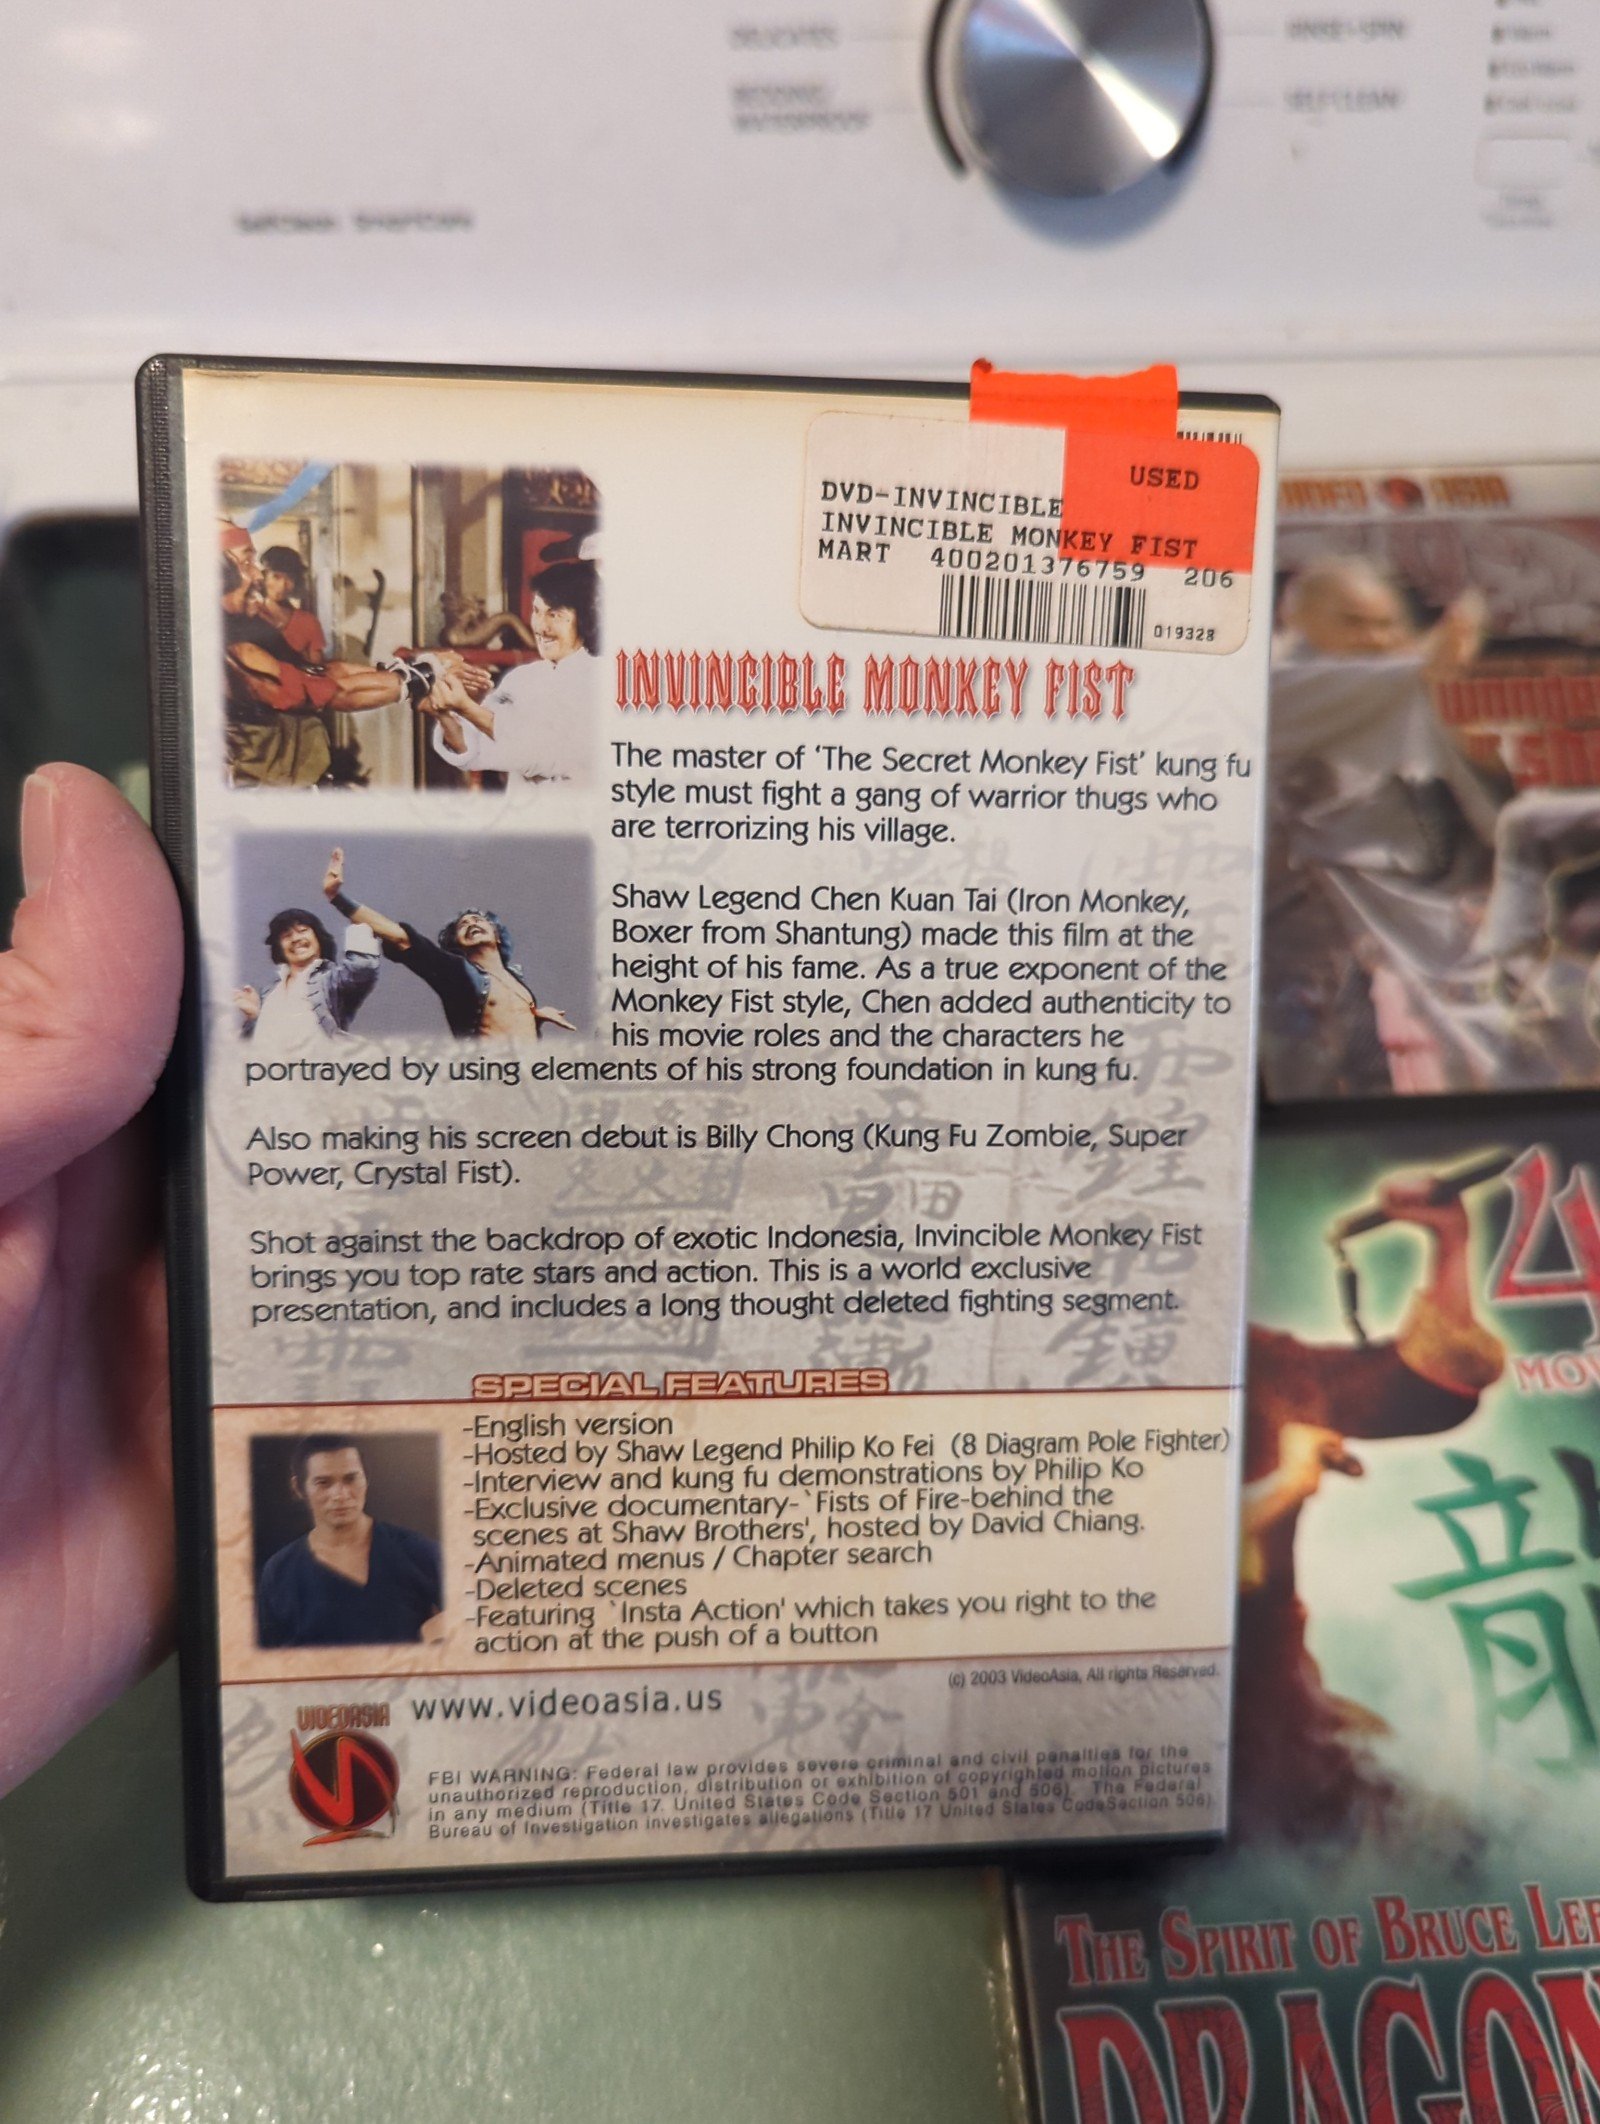 DELICATES
SELF CLEAN
USED
DVD-INVINCIBLE
INVINCIBLE MONKEY FIST
MART 400201376759 206
019328
INVINCIBLE MONKEY FIST
The master of ‘The Secret Monkey Fist’ kung fu
style must fight a gang of warrior thugs who
are terrorizing his village.
Shaw Legend Chen Kuan Tai (Iron Monkey,
Boxer from Shantung) made this film at the
height of his fame. As a true exponent of the
Monkey Fist style, Chen added authenticity to
his movie roles and the characters he
portrayed by using elements of his strong foundation in kung fu.
Also making his screen debut is Billy Chong (Kung Fu Zombie, Super
Power, Crystal Fist).
Shot against the backdrop of exotic Indonesia, Invincible Monkey Fist
brings you top rate stars and action. This is a world exclusive
presentation, and includes a long thought deleted fighting segment.
SPECIAL FEATURES
-English version
-Hosted by Shaw Legend Philip Ko Fei (8 Diagram Pole Fighter)
-Interview and kung fu demonstrations by Philip Ko
-Exclusive documentary-`Fists of Fire-behind the
scenes at Shaw Brothers', hosted by David Chiang.
-Animated menus / Chapter search
-Deleted scenes
-Featuring `Insta Action' which takes you right to the
action at the push of a button
(c) 2003 VideoAsia, All rights Reserved.
VIDEOASIA
www.videoasia.us
FBI WARNING: Federal law provides severe criminal and civil penalties for the
unauthorized reproduction, distribution or exhibition of copyrighted motion pictures
in any medium (Title 17, United States Code Section 501 and 506). The Federal
Bureau of Investigation investigates allegations (Title 17 United States CodeSection 506).
ASIA
4
THE SPIRIT OF BRUCE LEE
DRAGON